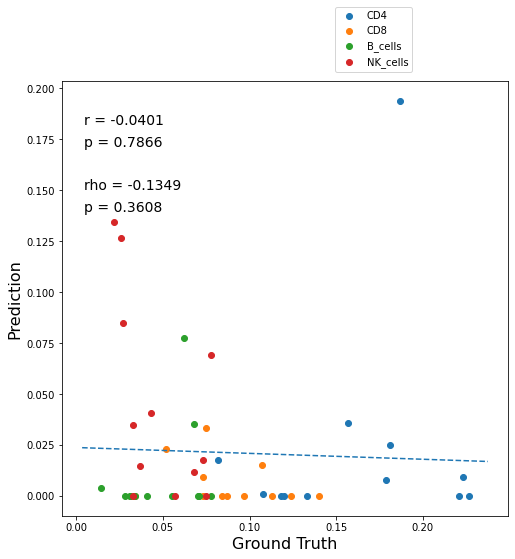 CD4
CD8
B_cells
NK_cells
0.200
0.175
0.150
0.125
0.100
0.075
0.050
0.025
0.000
r = -0.0401
p = 0.7866
rho = -0.1349
p = 0.3608
Prediction
0.00 0.05 0.10 0.15 0.20
Ground Truth